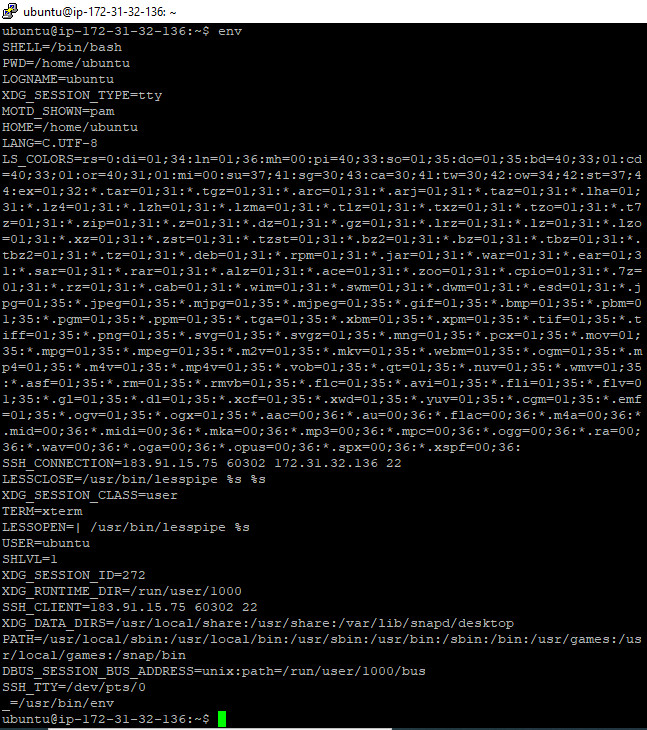 ubuntu@ip-172-31-32-136: ~
ubuntu@ip-172-31-32-136:~$ env
SHELL=/bin/bash
PWD=/home/ubuntu
LOGNAME=ubuntu
XDG_SESSION_TYPE=tty
MOTD_SHOWN=pam
HOME=/home/ubuntu
LANG=C.UTF-8
LS_COLORS=rs=0:di=01;34:ln=01;36:mh=00:pi=40;33:so=01;35:do=01;35:bd=40;33;01:cd
=40;33;01:or=40;31;01:mi=00:su=37;41:sg=30;43:ca=30;41:tw=30;42:ow=34;42:st=37;4
4:ex=01;32:*.tar=01;31:*.tgz=01;31:*.arc=01;31:*.arj=01;31:*.taz=01;31:*.lha=01;
31:*.lz4=01;31:*.lzh=01;31:*.lzma=01;31:*.tlz=01;31:*.txz=01;31:*.tzo=01;31:*.t7
z=01;31:*.zip=01;31:*.z=01;31:*.dz=01;31:*.gz=01;31:*.lrz=01;31:*.lz=01;31:*.lzo
=01;31:*.xz=01;31:*.zst=01;31:*.tzst=01;31:*.bz2=01;31:*.bz=01;31:*.tbz=01;31:*.
tbz2=01;31:*.tz=01;31:*.deb=01;31:*.rpm=01;31:*.jar=01;31:*.war=01;31:*.ear=01;3
1:*.sar=01;31:*.rar=01;31:*.alz=01;31:*.ace=01;31:*.zoo=01;31:*.cpio=01;31:*.7z
=01;31:*.rz=01;31:*.cab=01;31:*.wim=01;31:*.swm=01;31:*.dwm=01;31:*.esd=01;31:*.j
pg=01;35:*.jpeg=01;35:*.mjpg=01;35:*.mjpeg=01;35:*.gif=01;35:*.bmp=01;35:*.pbm=0
1;35:*.pgm=01;35:*.ppm=01;35:*.tga=01;35:*.xbm=01;35:*.xpm=01;35:*.tif=01;35:*.t
iff=01;35:*.png=01;35:*.svg=01;35:*.svgz=01;35:*.mng=01;35:*.pcx=01;35:*.mov=01;
35:*.mpg=01;35:*.mpeg=01;35:*.m2v=01;35:*.mkv=01;35:*.webm=01;35:*.ogm=01;35:*.m
p4=01;35:*.m4v=01;35:*.mp4v=01;35:*.vob=01;35:*.qt=01;35:*.nuv=01;35:*.wmv=01;35
:*.asf=01;35:*.rm=01;35:*.rmvb=01;35:*.flc=01;35:*.avi=01;35:*.fli=01;35:*.flv=0
1;35:*.gl=01;35:*.dl=01;35:*.xcf=01;35:*.xwd=01;35:*.yuv=01;35:*.cgm=01;35:*.emf
=01;35:*.ogv=01;35:*.ogx=01;35:*.aac=00;36:*.au=00;36:*.flac=00;36:*.m4a=00;36:*
.mid=00;36:*.midi=00;36:*.mka=00;36:*.mp3=00;36:*.mpc=00;36:*.ogg=00;36:*.ra=00;
36:*.wav=00;36:*.oga=00;36:*.opus=00;36:*.spx=00;36:*.xspf=00;36:
SSH_CONNECTION=183.91.15.75 60302 172.31.32.136 22
LESSCLOSE=/usr/bin/lesspipe %s %s
XDG_SESSION_CLASS=user
TERM=xterm
LESSOPEN=| /usr/bin/lesspipe %s
USER=ubuntu
SHLVL=1
XDG_SESSION_ID=272
XDG_RUNTIME_DIR=/run/user/1000
SSH_CLIENT=183.91.15.75 60302 22
XDG_DATA_DIRS=/usr/local/share:/usr/share:/var/lib/snapd/desktop
PATH=/usr/local/sbin:/usr/local/bin:/usr/sbin:/usr/bin:/sbin:/bin:/usr/games:/us
r/local/games:/snap/bin
DBUS_SESSION_BUS_ADDRESS=unix:path=/run/user/1000/bus
SSH_TTY=/dev/pts/0
_=/usr/bin/env
ubuntu@ip-172-31-32-136:~$